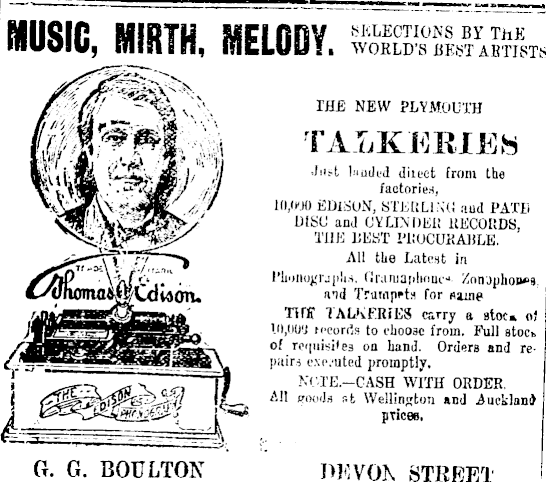 MUSIC, MIRTH, MELODY.
SELECTIONS BY THE
WORLD'S BEST ARTISTS
THE NEW PLYMOUTH
TALKERIES
Just landed direct from the
factories,
10,000 EDISON, STERLING and PATE
DISC and CYLINDER RECORDS,
THE BEST PROCURABLE.
All the Latest in
Phonographs, Gramaphones Zonophones,
and Trumpets for same
THE TALKERIES carry a stock of
10,000 records to choose from. Full stock
of requisites on hand. Orders and re-
pairs executed promptly.
NOTE.—CASH WITH ORDER.
All goods at Wellington and Auckland
prices.
TRADE MARK
Thomas A Edison.
THE EDISON PHONOGRAPH
G. G. BOULTON
DEVON STREET